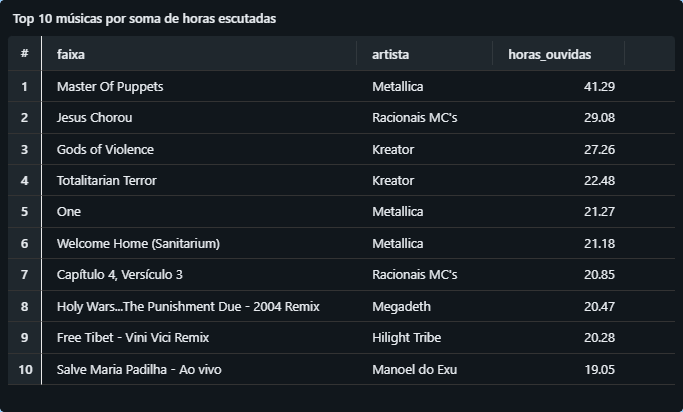 Top 10 músicas por soma de horas escutadas
# faixa artista horas_ouvidas
1 Master Of Puppets Metallica 41.29
2 Jesus Chorou Racionais MC's 29.08
3 Gods of Violence Kreator 27.26
4 Totalitarian Terror Kreator 22.48
5 One Metallica 21.27
6 Welcome Home (Sanitarium) Metallica 21.18
7 Capítulo 4, Versículo 3 Racionais MC's 20.85
8 Holy Wars...The Punishment Due - 2004 Remix Megadeth 20.47
9 Free Tibet - Vini Vici Remix Hilight Tribe 20.28
10 Salve Maria Padilha - Ao vivo Manoel do Exu 19.05